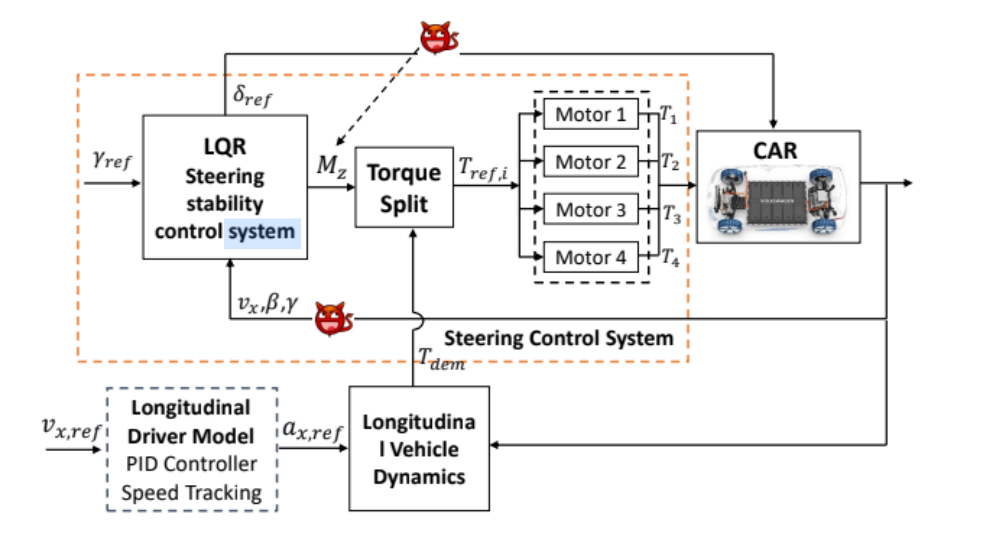 δ_ref
γ_ref
LQR
Steering
stability
control system
M_z
Torque
Split
T_ref,i
Motor 1
Motor 2
Motor 3
Motor 4
T_1
T_2
T_3
T_4
CAR
VOLKSWAGEN
v_x,β,γ
Steering Control System
T_dem
v_x,ref
Longitudinal
Driver Model
PID Controller
Speed Tracking
a_x,ref
Longitudina
l Vehicle
Dynamics